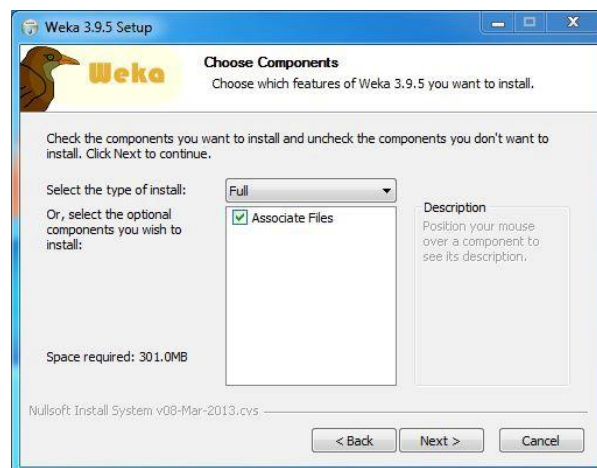 Weka 3.9.5 Setup
Weka
Choose Components
Choose which features of Weka 3.9.5 you want to install.
Check the components you want to install and uncheck the components you don't want to
install. Click Next to continue.
Select the type of install:
Full
Or, select the optional
components you wish to
install:
Associate Files
Description
Position your mouse
over a component to
see its description.
Space required: 301.0MB
Nullsoft Install System v08-Mar-2013.cvs
< Back
Next >
Cancel